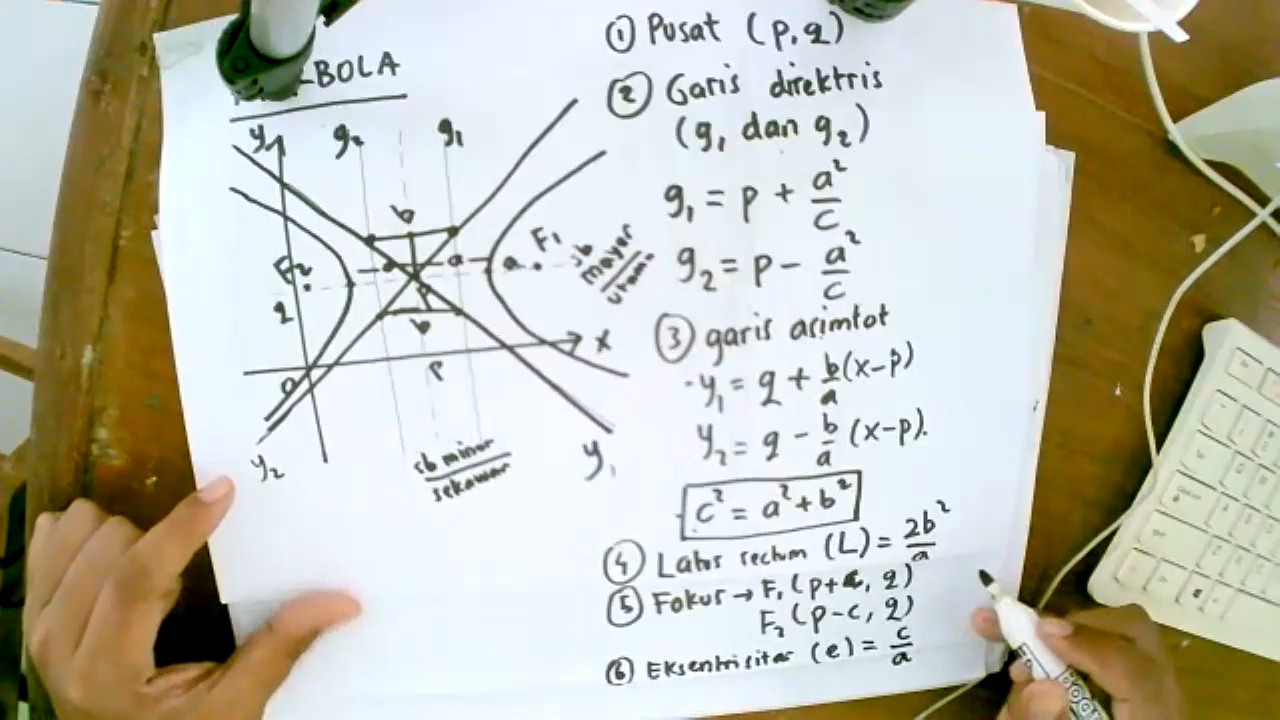 -BOLA
y
g₂
g₁
b
F₁
a
a
sb
mayor
utama
F₂
q
b
x
0
p
y₂
sb minor
sekawan
y₁
① Pusat (p,q)
② Garis direktris
(g₁ dan g₂)
g₁ = p + a²/c
g₂ = p - a²/c
③ garis asimtot
y₁ = q + b/a (x-p)
y₂ = q - b/a (x-p).
c² = a² + b²
④ Latus rectum (L) = 2b²/a
⑤ Fokus → F₁ (p+c, q)
F₂ (p-c, q)
⑥ Eksentrisitas (e) = c/a